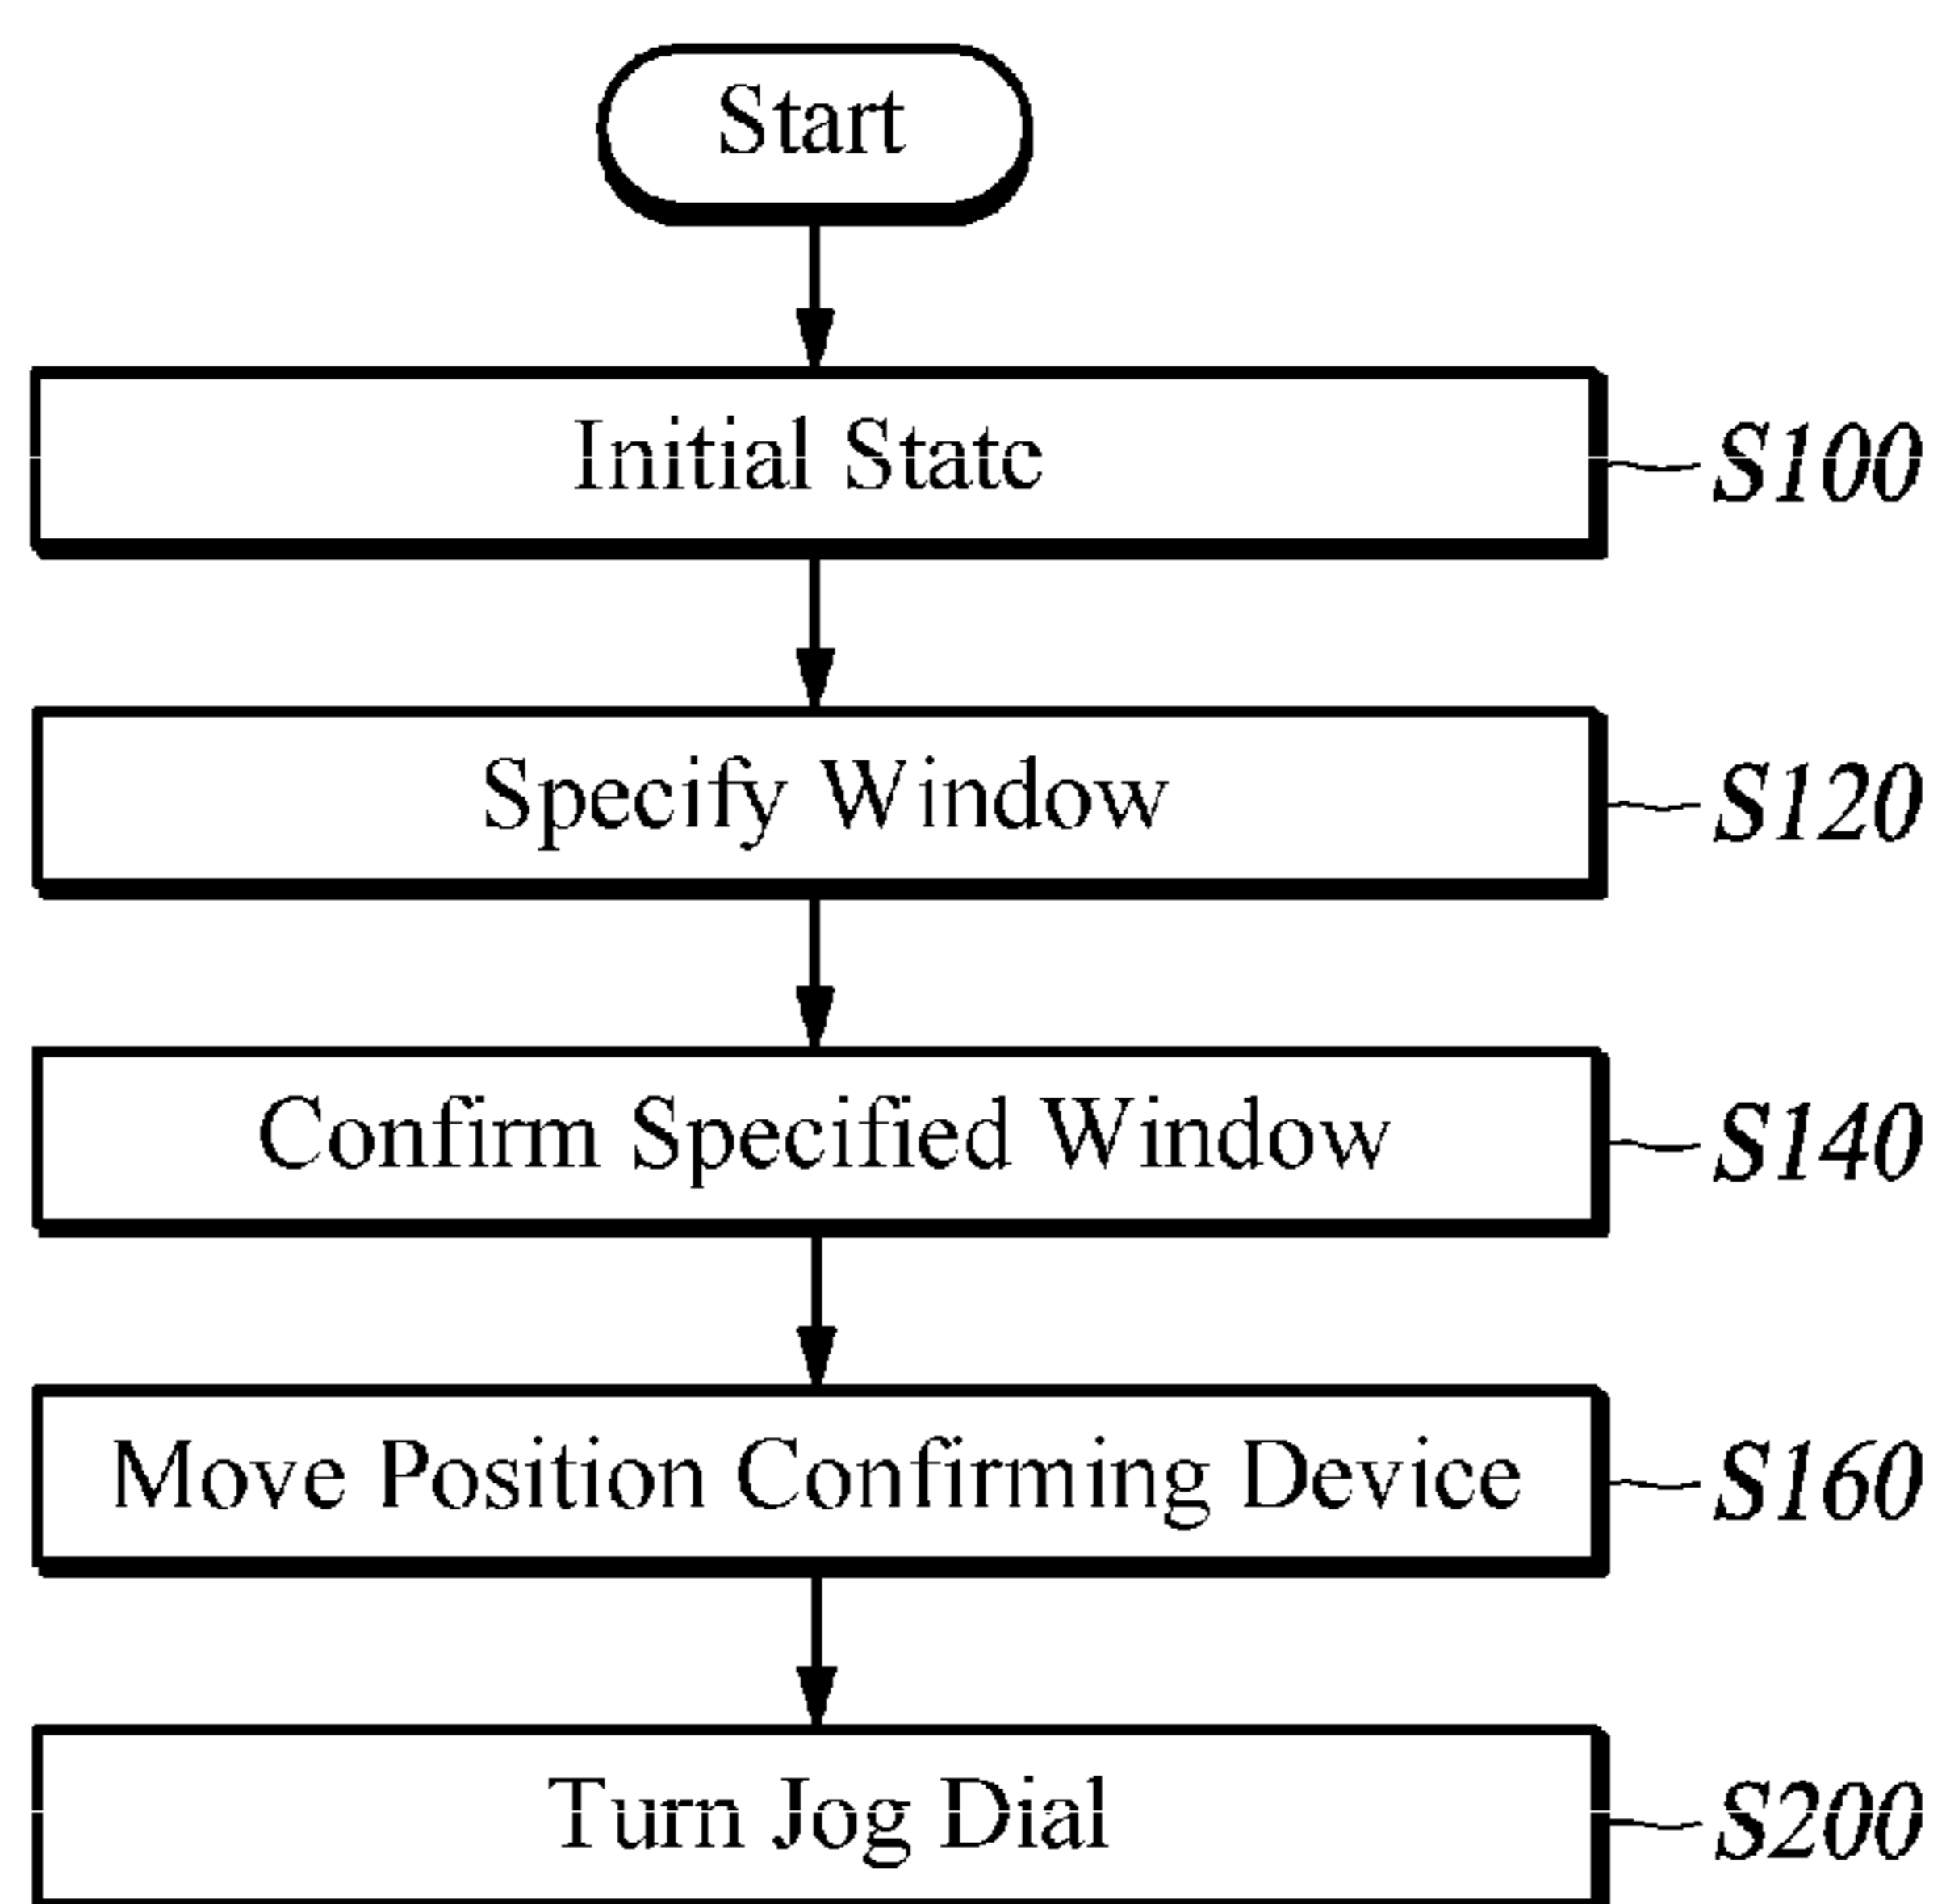 Start
Initial State
S100
Specify Window
S120
Confirm Specified Window
S140
Move Position Confirming Device
S160
Turn Jog Dial
S200